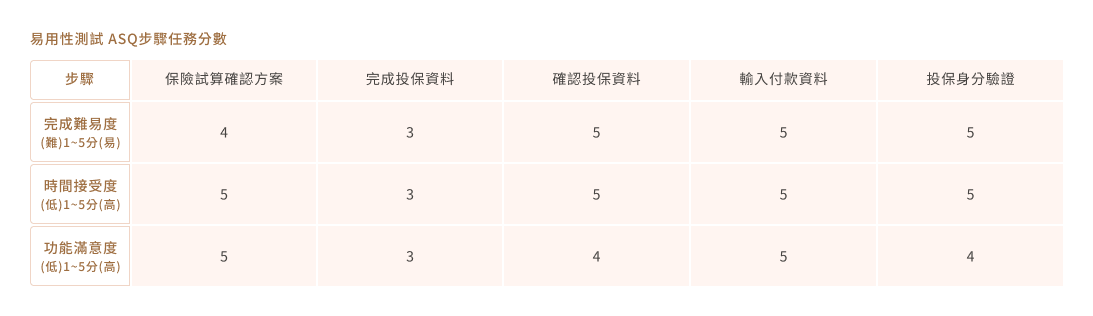 易用性測試 ASQ步驟任務分數
步驟 保險試算確認方案 完成投保資料 確認投保資料 輸入付款資料 投保身分驗證
完成難易度
(難)1~5分(易) 4 3 5 5 5
時間接受度
(低)1~5分(高) 5 3 5 5 5
功能滿意度
(低)1~5分(高) 5 3 4 5 4